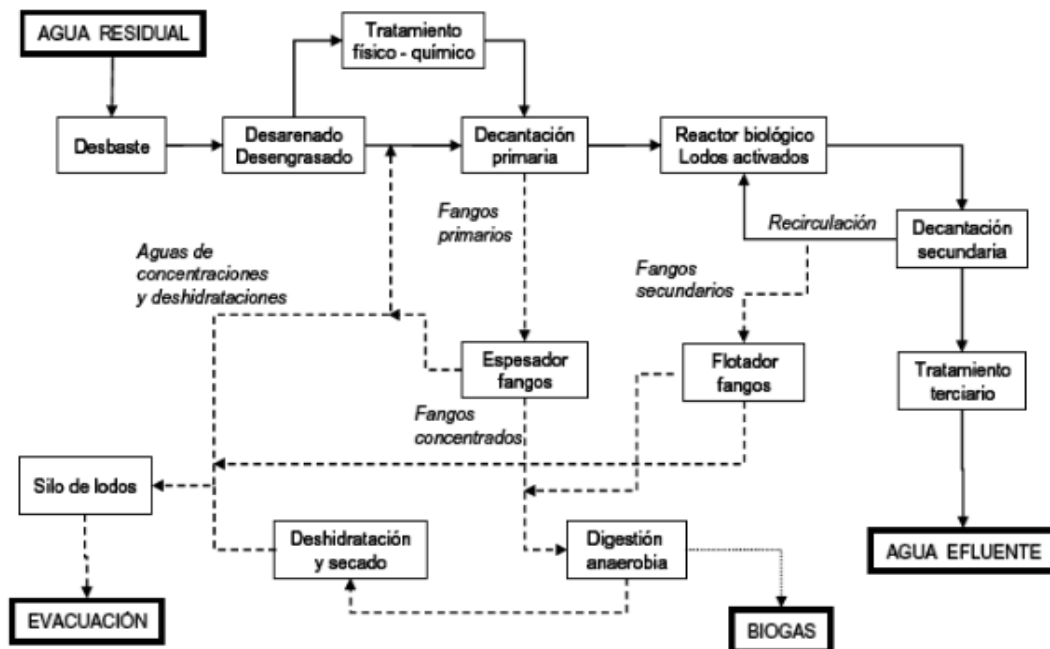 AGUA RESIDUAL
Tratamiento
físico - químico
Desbaste
Desarenado
Desengrasado
Decantación
primaria
Reactor biológico
Lodos activados
Fangos
primarios
Recirculación
Decantación
secundaria
Aguas de
concentraciones
y deshidrataciones
Fangos
secundarios
Espesador
fangos
Flotador
fangos
Tratamiento
terciario
Fangos
concentrados
Silo de lodos
Deshidratación
y secado
Digestión
anaerobia
AGUA EFLUENTE
EVACUACIÓN
BIOGAS